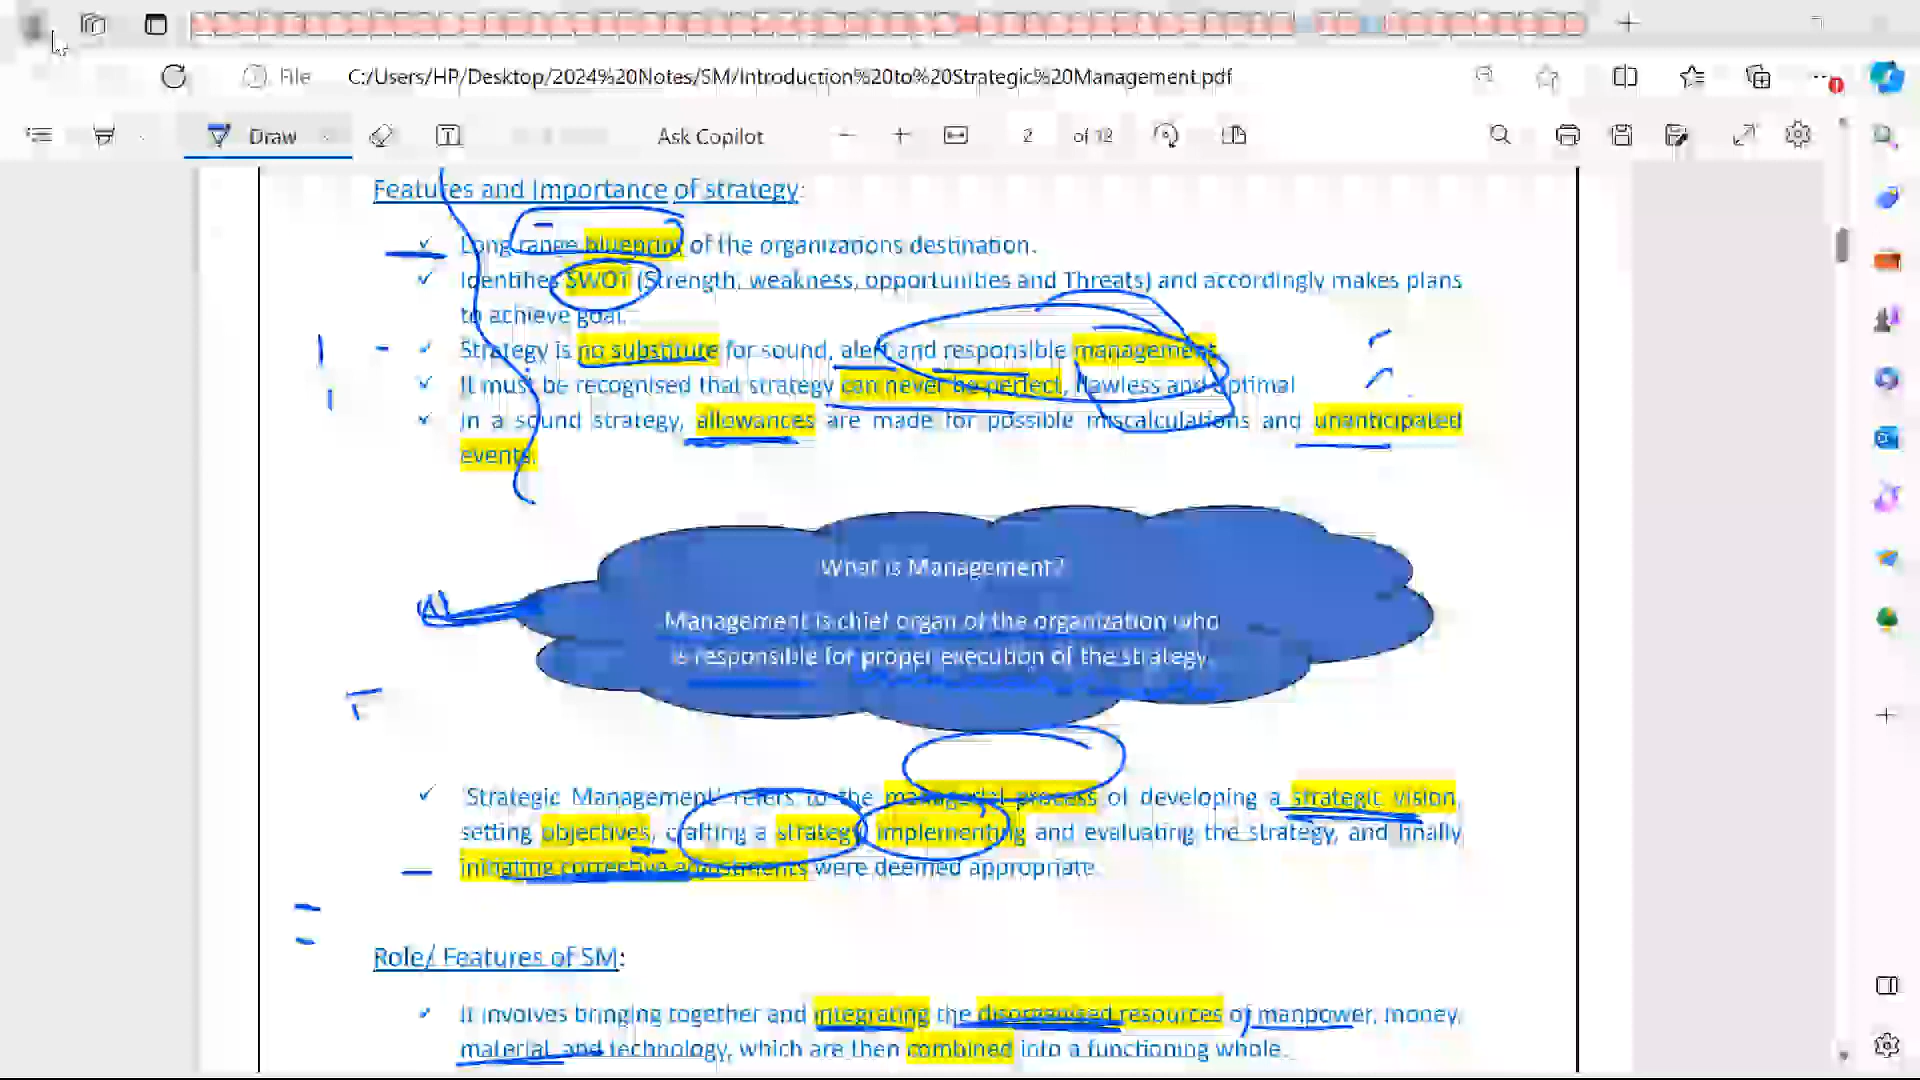 File C:/Users/HP/Desktop/2024%20Notes/SM/Introduction%20to%20Strategic%20Management.pdf
Draw Ask Copilot 2 of 18
Features and Importance of strategy:
Long range blueprint of the organizations destination.
Identifies SWOT (Strength, weakness, opportunities and Threats) and accordingly makes plans
to achieve goal.
Strategy is no substitute for sound, alert and responsible management
It must be recognised that strategy can never be perfect, flawless and optimal
In a sound strategy, allowances are made for possible miscalculations and unanticipated
events.
What is Management?
Management is chief organ of the organization who
is responsible for proper execution of the strategy.
'Strategic Management' refers to the managerial process of developing a strategic vision,
setting objectives, crafting a strategy implementing and evaluating the strategy, and finally
initiating corrective adjustments were deemed appropriate.
Role/ Features of SM:
It involves bringing together and integrating the disorganised resources of manpower, money,
material and technology, which are then combined into a functioning whole.